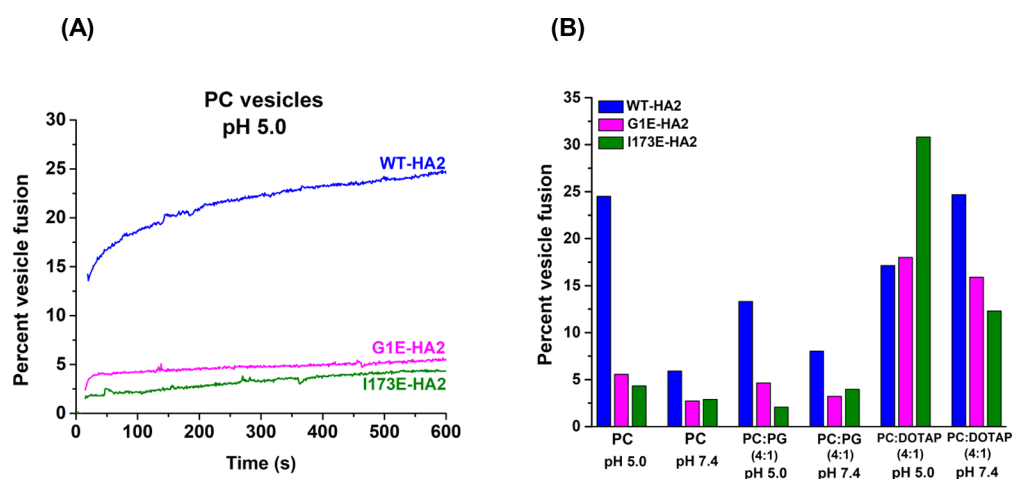 (A)
PC vesicles
pH 5.0
Percent vesicle fusion
30
25
20
15
10
5
0
WT-HA2
G1E-HA2
I173E-HA2
0 100 200 300 400 500 600
Time (s)
(B)
Percent vesicle fusion
35
30
25
20
15
10
5
0
WT-HA2
G1E-HA2
I173E-HA2
PC
pH 5.0
PC
pH 7.4
PC:PG
(4:1)
pH 5.0
PC:PG
(4:1)
pH 7.4
PC:DOTAP
(4:1)
pH 5.0
PC:DOTAP
(4:1)
pH 7.4